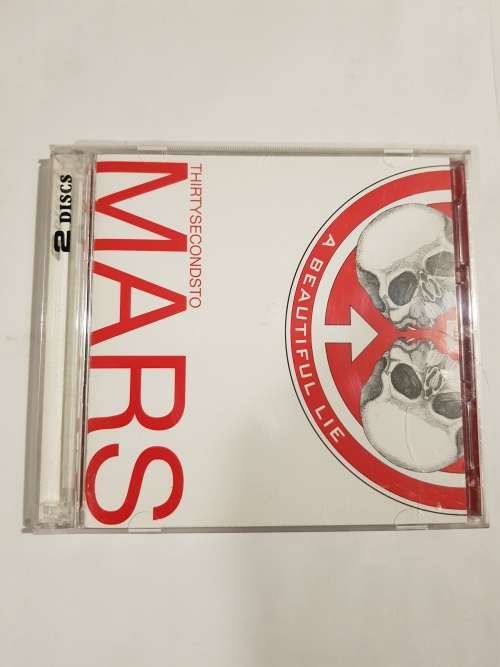 2 DISCS
THIRTYSECONDSTO
MARS
A BEAUTIFUL LIE